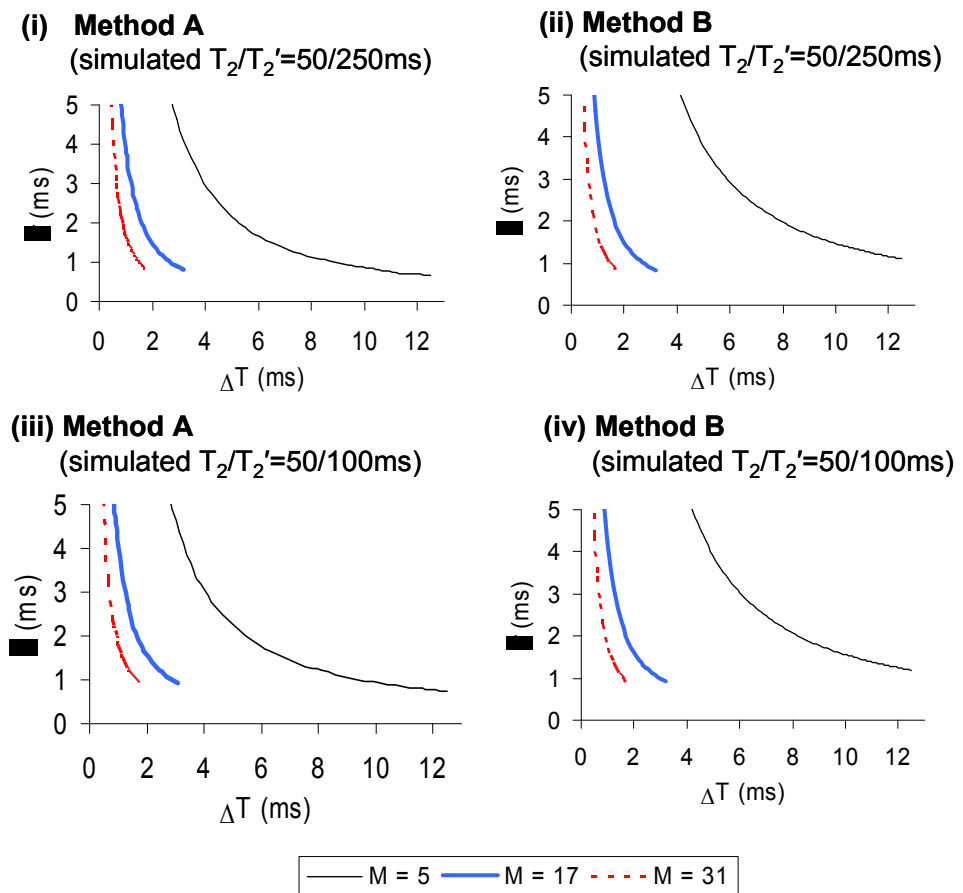 (i) Method A
(simulated T₂/T₂′=50/250ms)
5
4
3
2
1
0
(ms)
0 2 4 6 8 10 12
ΔT (ms)
(ii) Method B
(simulated T₂/T₂′=50/250ms)
5
4
3
2
1
0
(ms)
0 2 4 6 8 10 12
ΔT (ms)
(iii) Method A
(simulated T₂/T₂′=50/100ms)
5
4
3
2
1
0
(ms)
0 2 4 6 8 10 12
ΔT (ms)
(iv) Method B
(simulated T₂/T₂′=50/100ms)
5
4
3
2
1
0
(ms)
0 2 4 6 8 10 12
ΔT (ms)
M = 5 M = 17 M = 31